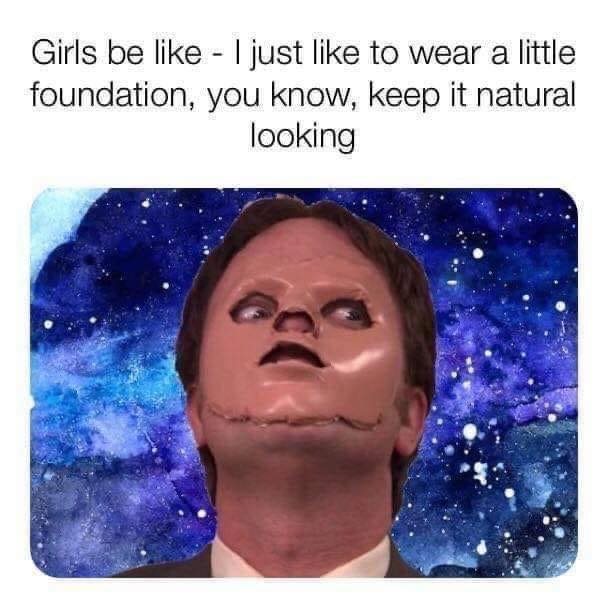 Girls be like - I just like to wear a little
foundation, you know, keep it natural
looking